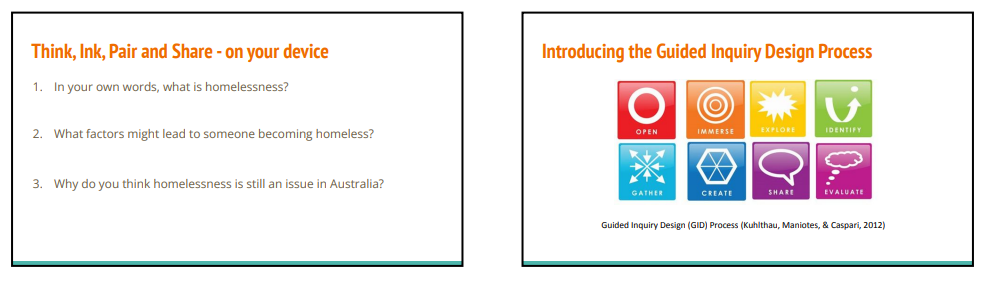 Think, Ink, Pair and Share - on your device
1. In your own words, what is homelessness?
2. What factors might lead to someone becoming homeless?
3. Why do you think homelessness is still an issue in Australia?
Introducing the Guided Inquiry Design Process
OPEN IMMERSE EXPLORE IDENTIFY
GATHER CREATE SHARE EVALUATE
Guided Inquiry Design (GID) Process (Kuhlthau, Maniotes, & Caspari, 2012)